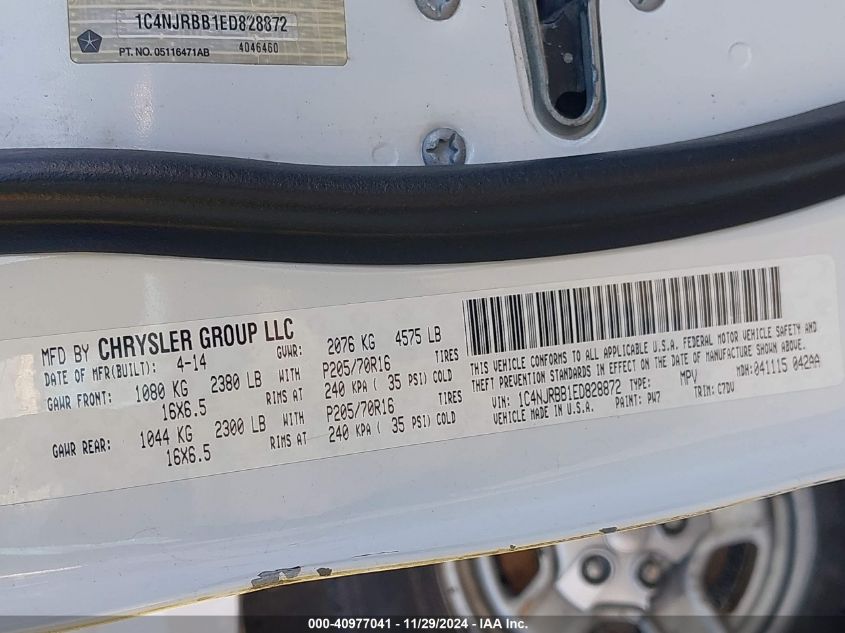 1C4NJRBB1ED828872
4046460
PT. NO. 05116471AB
MFD BY CHRYSLER GROUP LLC
DATE OF MFR(BUILT): 4-14
GVWR: 2076 KG 4575 LB
GAWR FRONT: 1080 KG 2380 LB WITH P205/70R16 TIRES
16X6.5 RIMS AT 240 KPA ( 35 PSI) COLD
GAWR REAR: 1044 KG 2300 LB WITH P205/70R16 TIRES
16X6.5 RIMS AT 240 KPA ( 35 PSI) COLD
THIS VEHICLE CONFORMS TO ALL APPLICABLE U.S.A. FEDERAL MOTOR VEHICLE SAFETY AND
THEFT PREVENTION STANDARDS IN EFFECT ON THE DATE OF MANUFACTURE SHOWN ABOVE.
VIN: 1C4NJRBB1ED828872 TYPE: MPV MDH: 041115 042AA
VEHICLE MADE IN U.S.A. PAINT: PW7 TRIM: C7DV
000-40977041 - 11/29/2024 - IAA Inc.